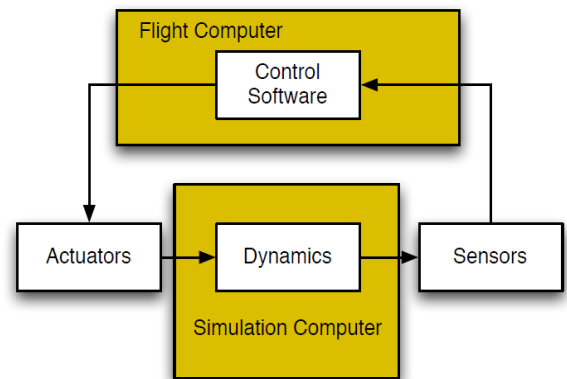 Flight Computer
Control
Software
Actuators
Dynamics
Sensors
Simulation Computer